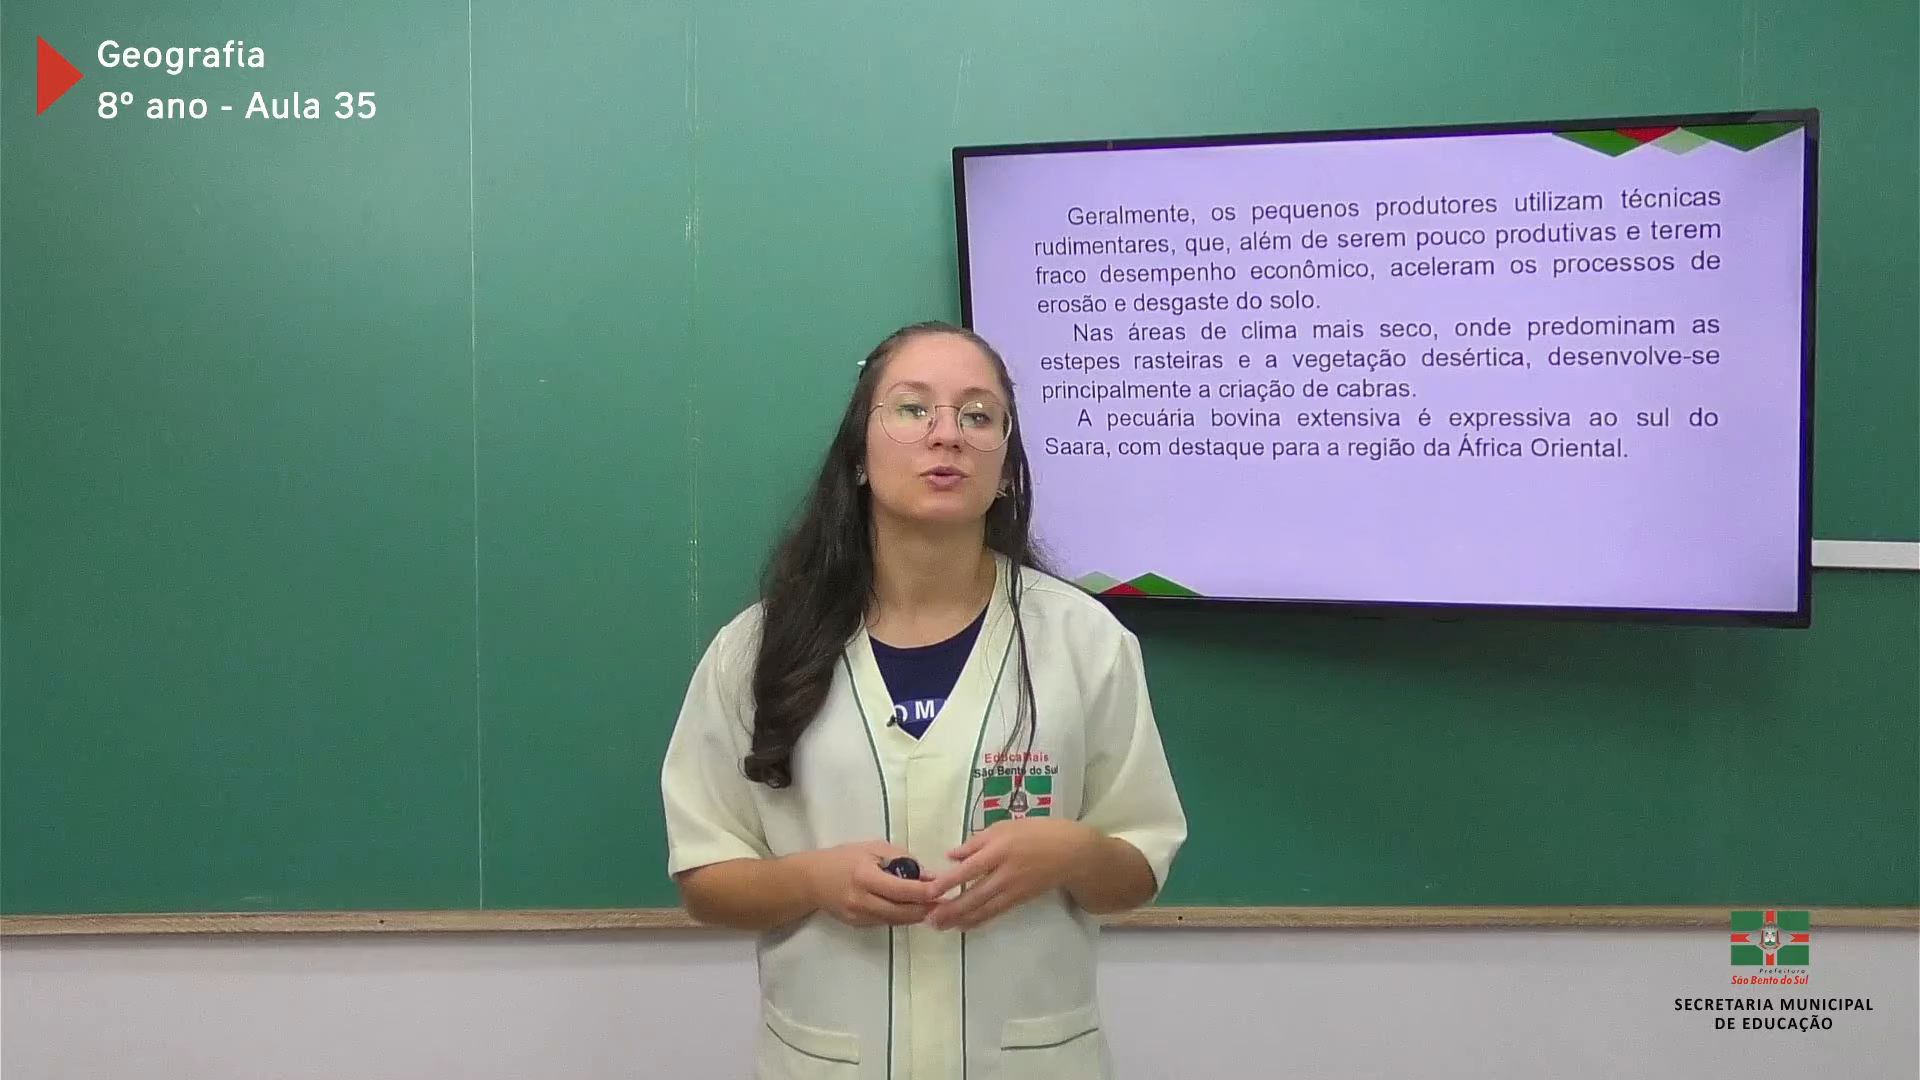 Geografia
8º ano - Aula 35
Geralmente, os pequenos produtores utilizam técnicas
rudimentares, que, além de serem pouco produtivas e terem
fraco desempenho econômico, aceleram os processos de
erosão e desgaste do solo.
Nas áreas de clima mais seco, onde predominam as
estepes rasteiras e a vegetação desértica, desenvolve-se
principalmente a criação de cabras.
A pecuária bovina extensiva é expressiva ao sul do
Saara, com destaque para a região da África Oriental.
OM
EducaMais
São Bento do Sul
Prefeitura
São Bento do Sul
SECRETARIA MUNICIPAL
DE EDUCAÇÃO